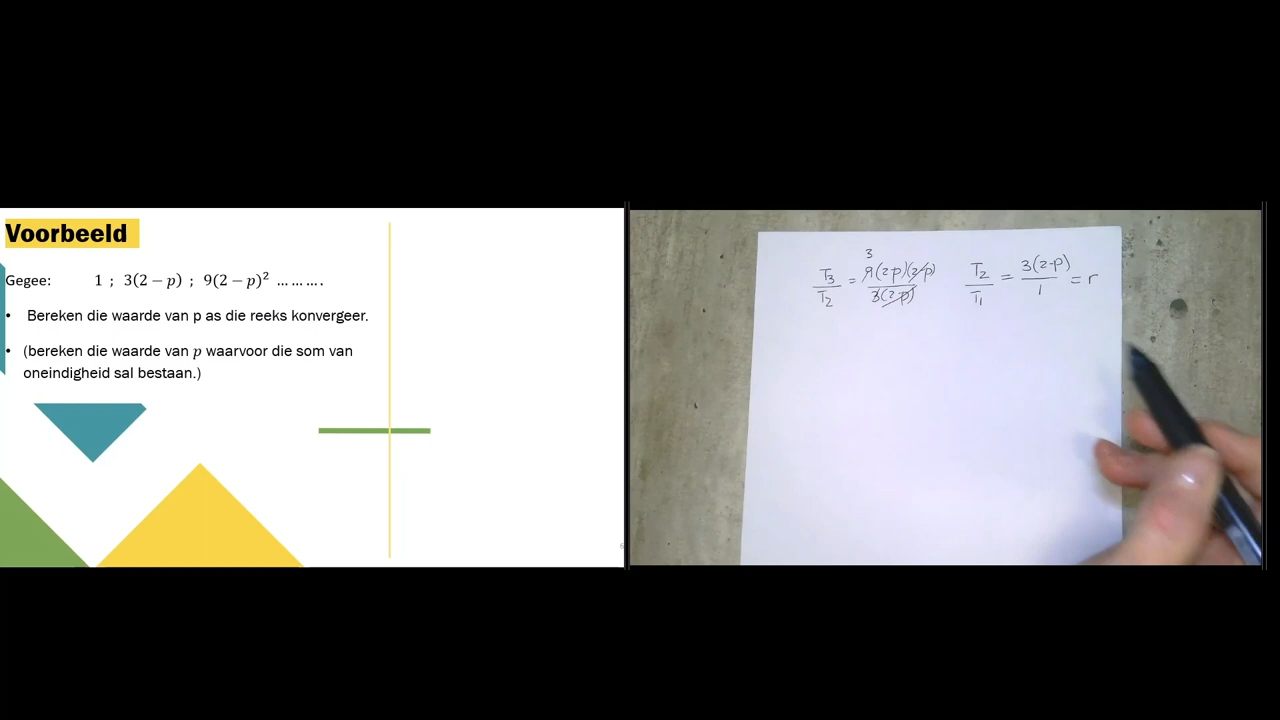 Voorbeeld
Gegee: 1 ; 3(2 − p) ; 9(2 − p)² ... ... ... .
• Bereken die waarde van p as die reeks konvergeer.
• (bereken die waarde van p waarvoor die som van
oneindigheid sal bestaan.)
3
T₃/T₂ = 9(2-p)(2-p)/3(2-p)
T₂/T₁ = 3(2-p)/1 = r